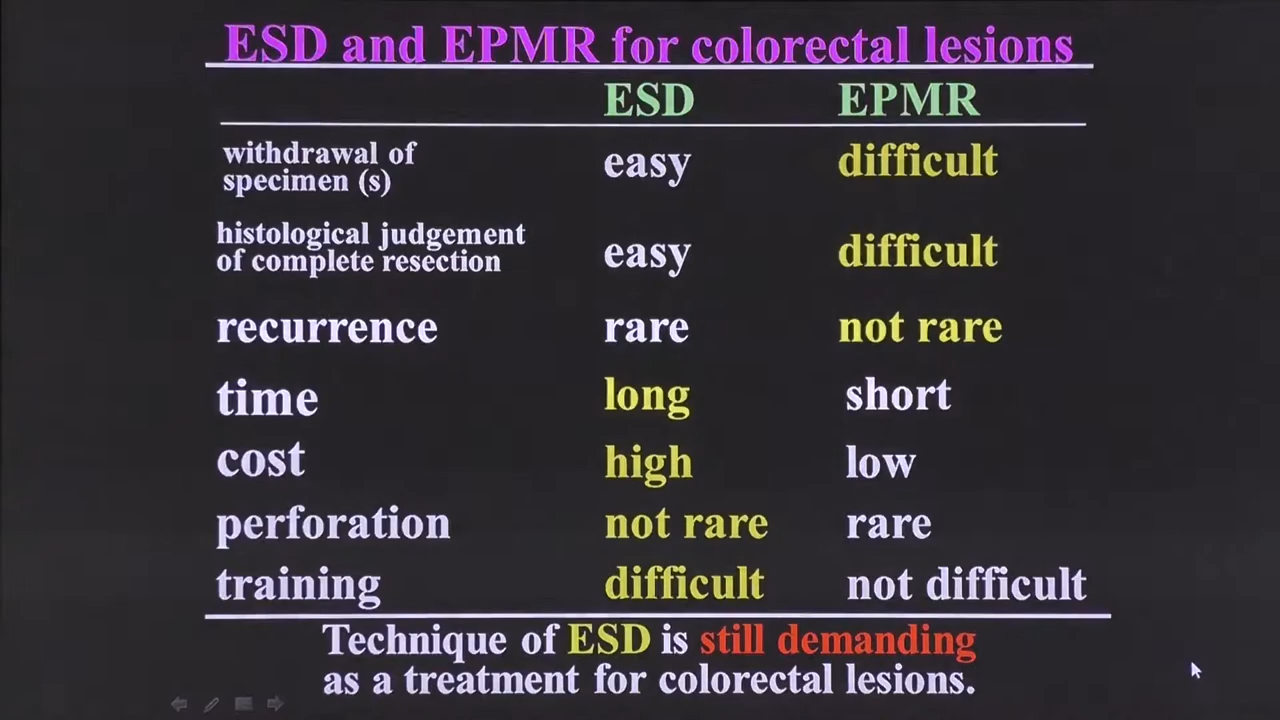 ESD and EPMR for colorectal lesions
ESD EPMR
withdrawal of
specimen (s) easy difficult
histological judgement
of complete resection easy difficult
recurrence rare not rare
time long short
cost high low
perforation not rare rare
training difficult not difficult
Technique of ESD is still demanding
as a treatment for colorectal lesions.